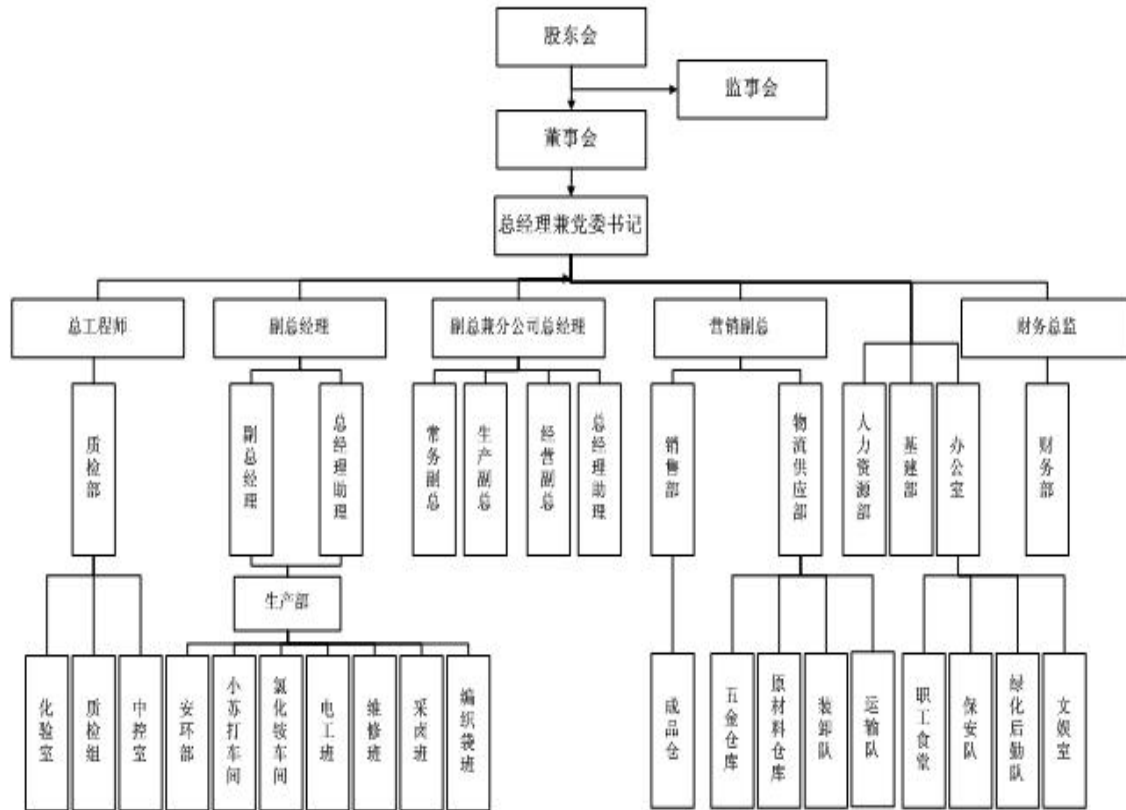 股东会
监事会
董事会
总经理兼党委书记
总工程师
副总经理
副总兼分公司总经理
营销副总
财务总监
质检部
副总经理
总经理助理
常务副总
生产副总
经营副总
总经理助理
销售部
物流供应部
人力资源部
基建部
办公室
财务部
生产部
化验室
质检组
中控室
安环部
小苏打车间
氯化铵车间
电工班
维修班
采卤班
编织袋班
成品仓
五金仓库
原材料仓库
装卸队
运输队
职工食堂
保安队
绿化后勤队
文娱室